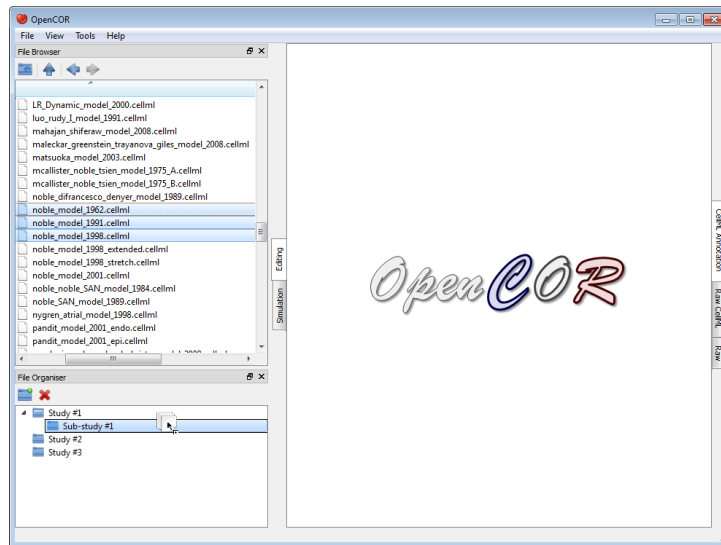 OpenCOR
File View Tools Help
File Browser
LR_Dynamic_model_2000.cellml
luo_rudy_I_model_1991.cellml
mahajan_shiferaw_model_2008.cellml
maleckar_greenstein_trayanova_giles_model_2008.cellml
matsuoka_model_2003.cellml
mcallister_noble_tsien_model_1975_A.cellml
mcallister_noble_tsien_model_1975_B.cellml
noble_difrancesco_denyer_model_1989.cellml
noble_model_1962.cellml
noble_model_1991.cellml
noble_model_1998.cellml
noble_model_1998_extended.cellml
noble_model_1998_stretch.cellml
noble_model_2001.cellml
noble_noble_SAN_model_1984.cellml
noble_SAN_model_1989.cellml
nygren_atrial_model_1998.cellml
pandit_model_2001_endo.cellml
pandit_model_2001_epi.cellml
Editing
Simulation
OpenCOR
CellML Annotation
Raw CellML
Raw
File Organiser
Study #1
Sub-study #1
Study #2
Study #3